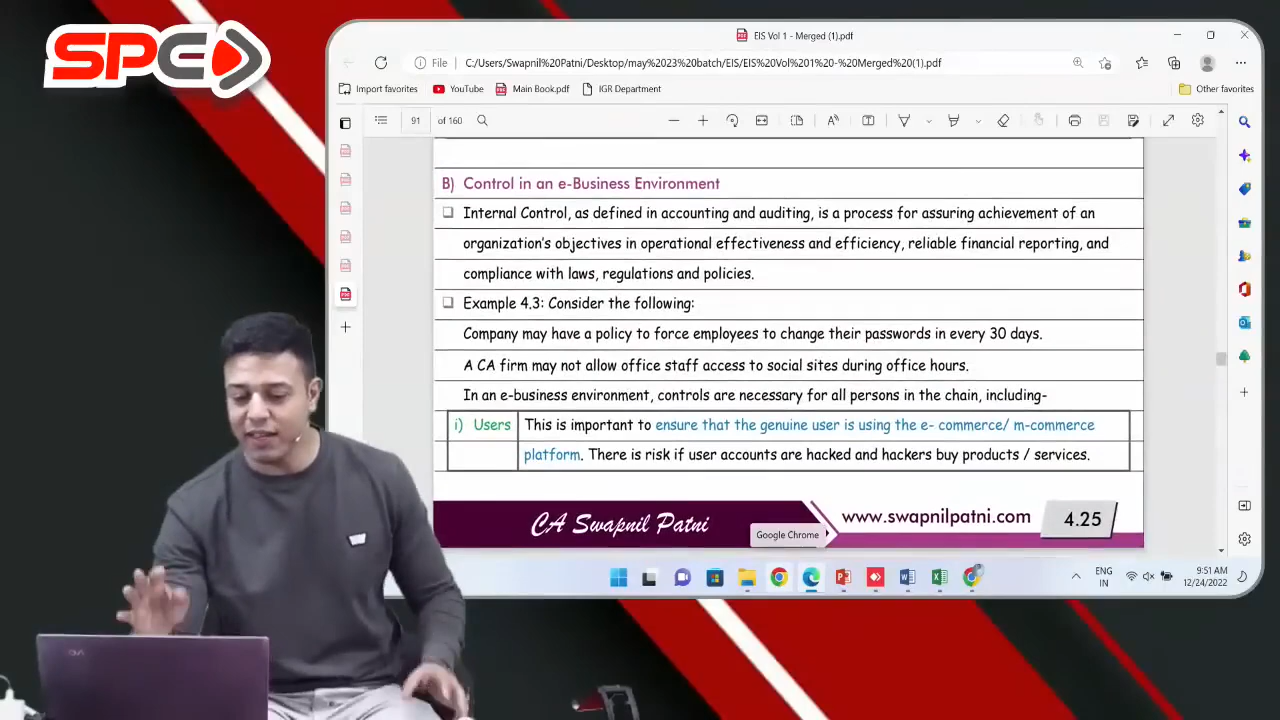 SPC
EIS Vol 1 - Merged (1).pdf
File
C:/Users/Swapnil%20Patni/Desktop/may%2023%20batch/EIS/EIS%20Vol%201%20-%20Merged%20(1).pdf
Import favorites
YouTube
Main Book.pdf
IGR Department
Other favorites
91 of 160
B) Control in an e-Business Environment
Internal Control, as defined in accounting and auditing, is a process for assuring achievement of an
organization's objectives in operational effectiveness and efficiency, reliable financial reporting, and
compliance with laws, regulations and policies.
Example 4.3: Consider the following:
Company may have a policy to force employees to change their passwords in every 30 days.
A CA firm may not allow office staff access to social sites during office hours.
In an e-business environment, controls are necessary for all persons in the chain, including-
i) Users This is important to ensure that the genuine user is using the e- commerce/ m-commerce
platform. There is risk if user accounts are hacked and hackers buy products / services.
CA Swapnil Patni
www.swapnilpatni.com
4.25
Google Chrome
ENG
IN
9:51 AM
12/24/2022